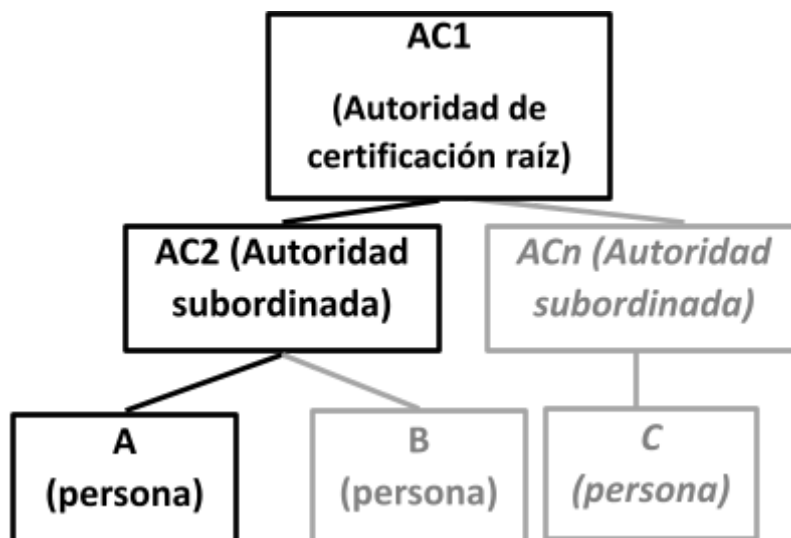 AC1
(Autoridad de
certificación raíz)
AC2 (Autoridad
subordinada)
ACn (Autoridad
subordinada)
A
(persona)
B
(persona)
C
(persona)